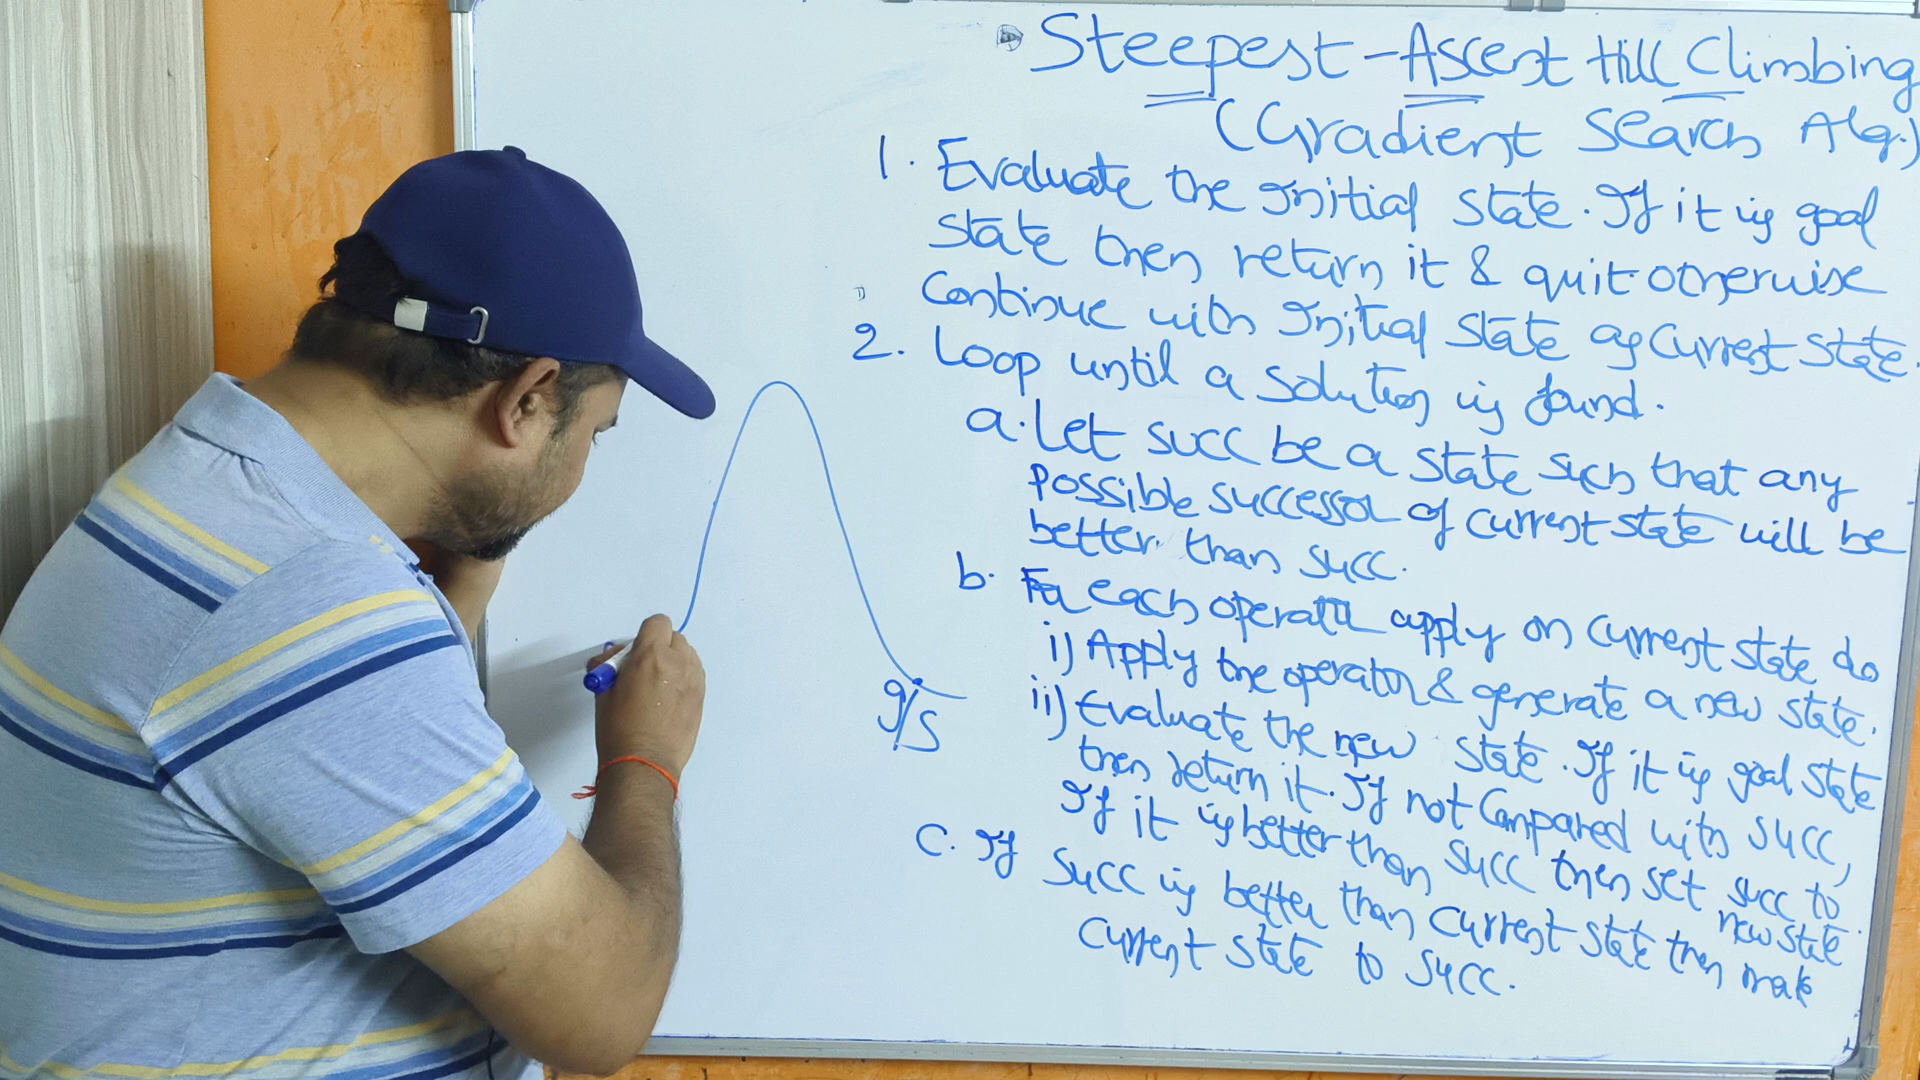 Steepest-Ascent Hill Climbing
(Gradient Search Alg.)
1. Evaluate the Initial State. If it is goal
state then return it & quit otherwise
Continue with Initial State as Current State.
2. Loop until a solution is found.
a. Let succ be a state such that any
possible successor of current state will be
better than succ.
b. For each operator apply on current state do
i) Apply the operator & generate a new state.
ii) Evaluate the new state. If it is goal state
then return it. If not Compared with succ,
If it is better than succ then set succ to
new state.
C. If succ is better than current state then make
current state to succ.
g/s